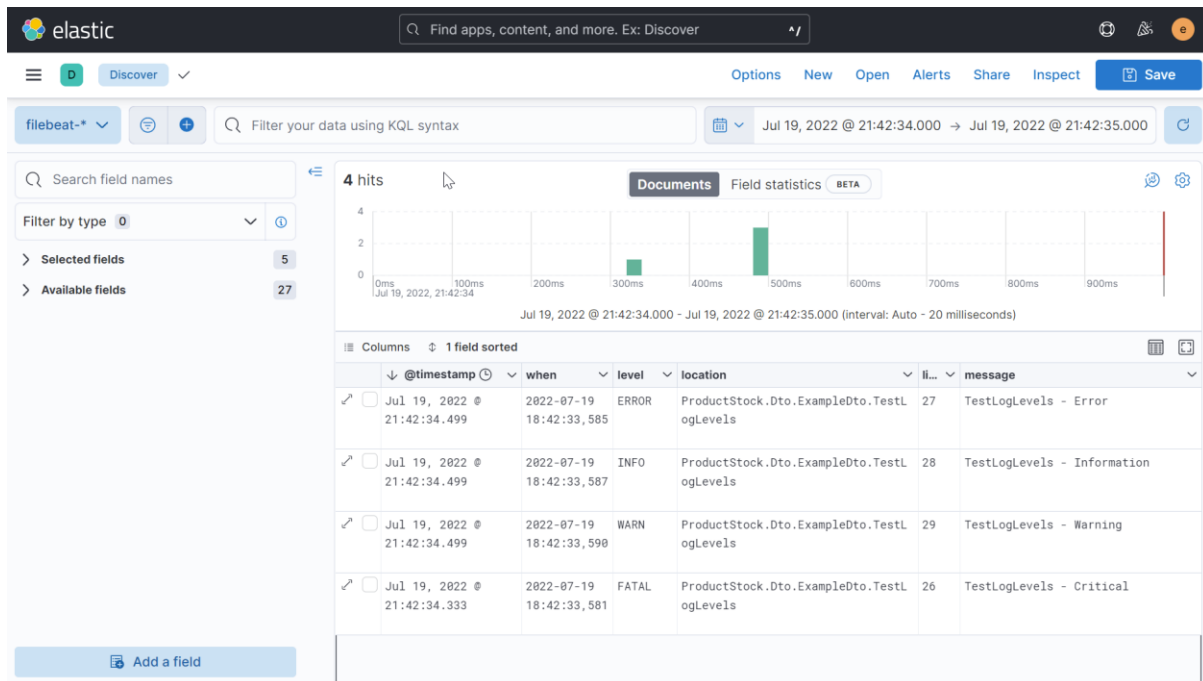 elastic
Find apps, content, and more. Ex: Discover ^/
e
D Discover Options New Open Alerts Share Inspect Save
filebeat-* Filter your data using KQL syntax Jul 19, 2022 @ 21:42:34.000 → Jul 19, 2022 @ 21:42:35.000
Search field names
Filter by type 0
Selected fields 5
Available fields 27
Add a field
4 hits Documents Field statistics BETA
4
2
0
0ms 100ms 200ms 300ms 400ms 500ms 600ms 700ms 800ms 900ms
Jul 19, 2022, 21:42:34
Jul 19, 2022 @ 21:42:34.000 - Jul 19, 2022 @ 21:42:35.000 (interval: Auto - 20 milliseconds)
Columns 1 field sorted
@timestamp when level location li... message
Jul 19, 2022 @ 2022-07-19 ERROR ProductStock.Dto.ExampleDto.TestL 27 TestLogLevels - Error
21:42:34.499 18:42:33,585 ogLevels
Jul 19, 2022 @ 2022-07-19 INFO ProductStock.Dto.ExampleDto.TestL 28 TestLogLevels - Information
21:42:34.499 18:42:33,587 ogLevels
Jul 19, 2022 @ 2022-07-19 WARN ProductStock.Dto.ExampleDto.TestL 29 TestLogLevels - Warning
21:42:34.499 18:42:33,590 ogLevels
Jul 19, 2022 @ 2022-07-19 FATAL ProductStock.Dto.ExampleDto.TestL 26 TestLogLevels - Critical
21:42:34.333 18:42:33,581 ogLevels